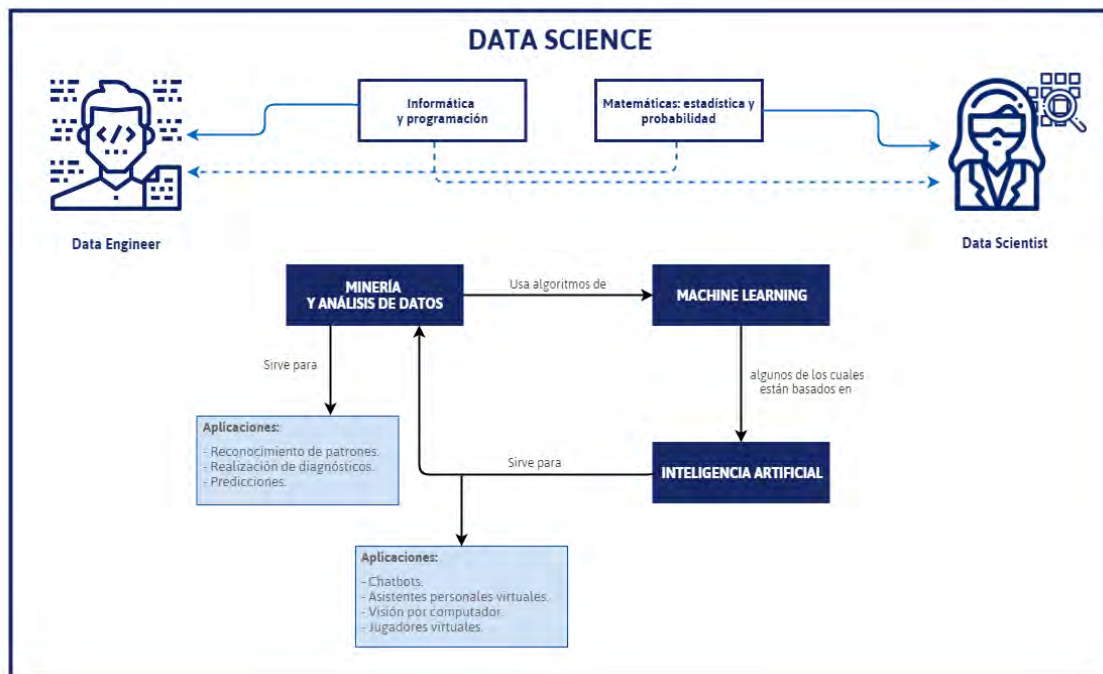 DATA SCIENCE
Informática
y programación
Matemáticas: estadística y
probabilidad
Data Engineer
Data Scientist
MINERÍA
Y ANÁLISIS DE DATOS
Usa algoritmos de
MACHINE LEARNING
Sirve para
algunos de los cuales
están basados en
Aplicaciones:
- Reconocimiento de patrones.
- Realización de diagnósticos.
- Predicciones.
Sirve para
INTELIGENCIA ARTIFICIAL
Aplicaciones:
- Chatbots.
- Asistentes personales virtuales.
- Visión por computador.
- Jugadores virtuales.